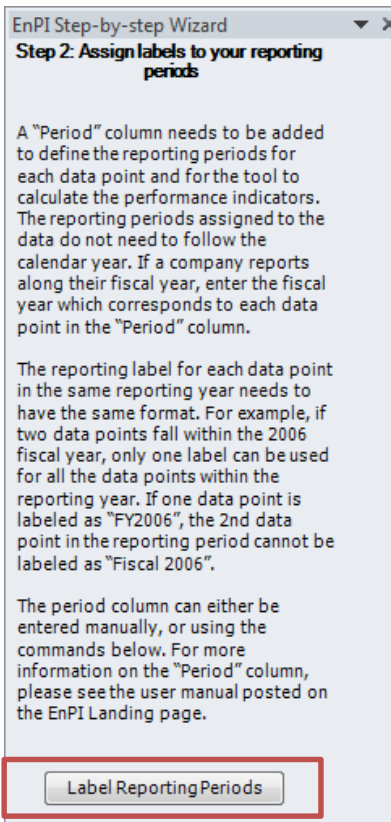 EnPI Step-by-step Wizard
Step 2: Assign labels to your reporting
periods
A "Period" column needs to be added
to define the reporting periods for
each data point and for the tool to
calculate the performance indicators.
The reporting periods assigned to the
data do not need to follow the
calendar year. If a company reports
along their fiscal year, enter the fiscal
year which corresponds to each data
point in the "Period" column.
The reporting label for each data point
in the same reporting year needs to
have the same format. For example, if
two data points fall within the 2006
fiscal year, only one label can be used
for all the data points within the
reporting year. If one data point is
labeled as "FY2006", the 2nd data
point in the reporting period cannot be
labeled as "Fiscal 2006".
The period column can either be
entered manually, or using the
commands below. For more
information on the "Period" column,
please see the user manual posted on
the EnPI Landing page.
Label Reporting Periods